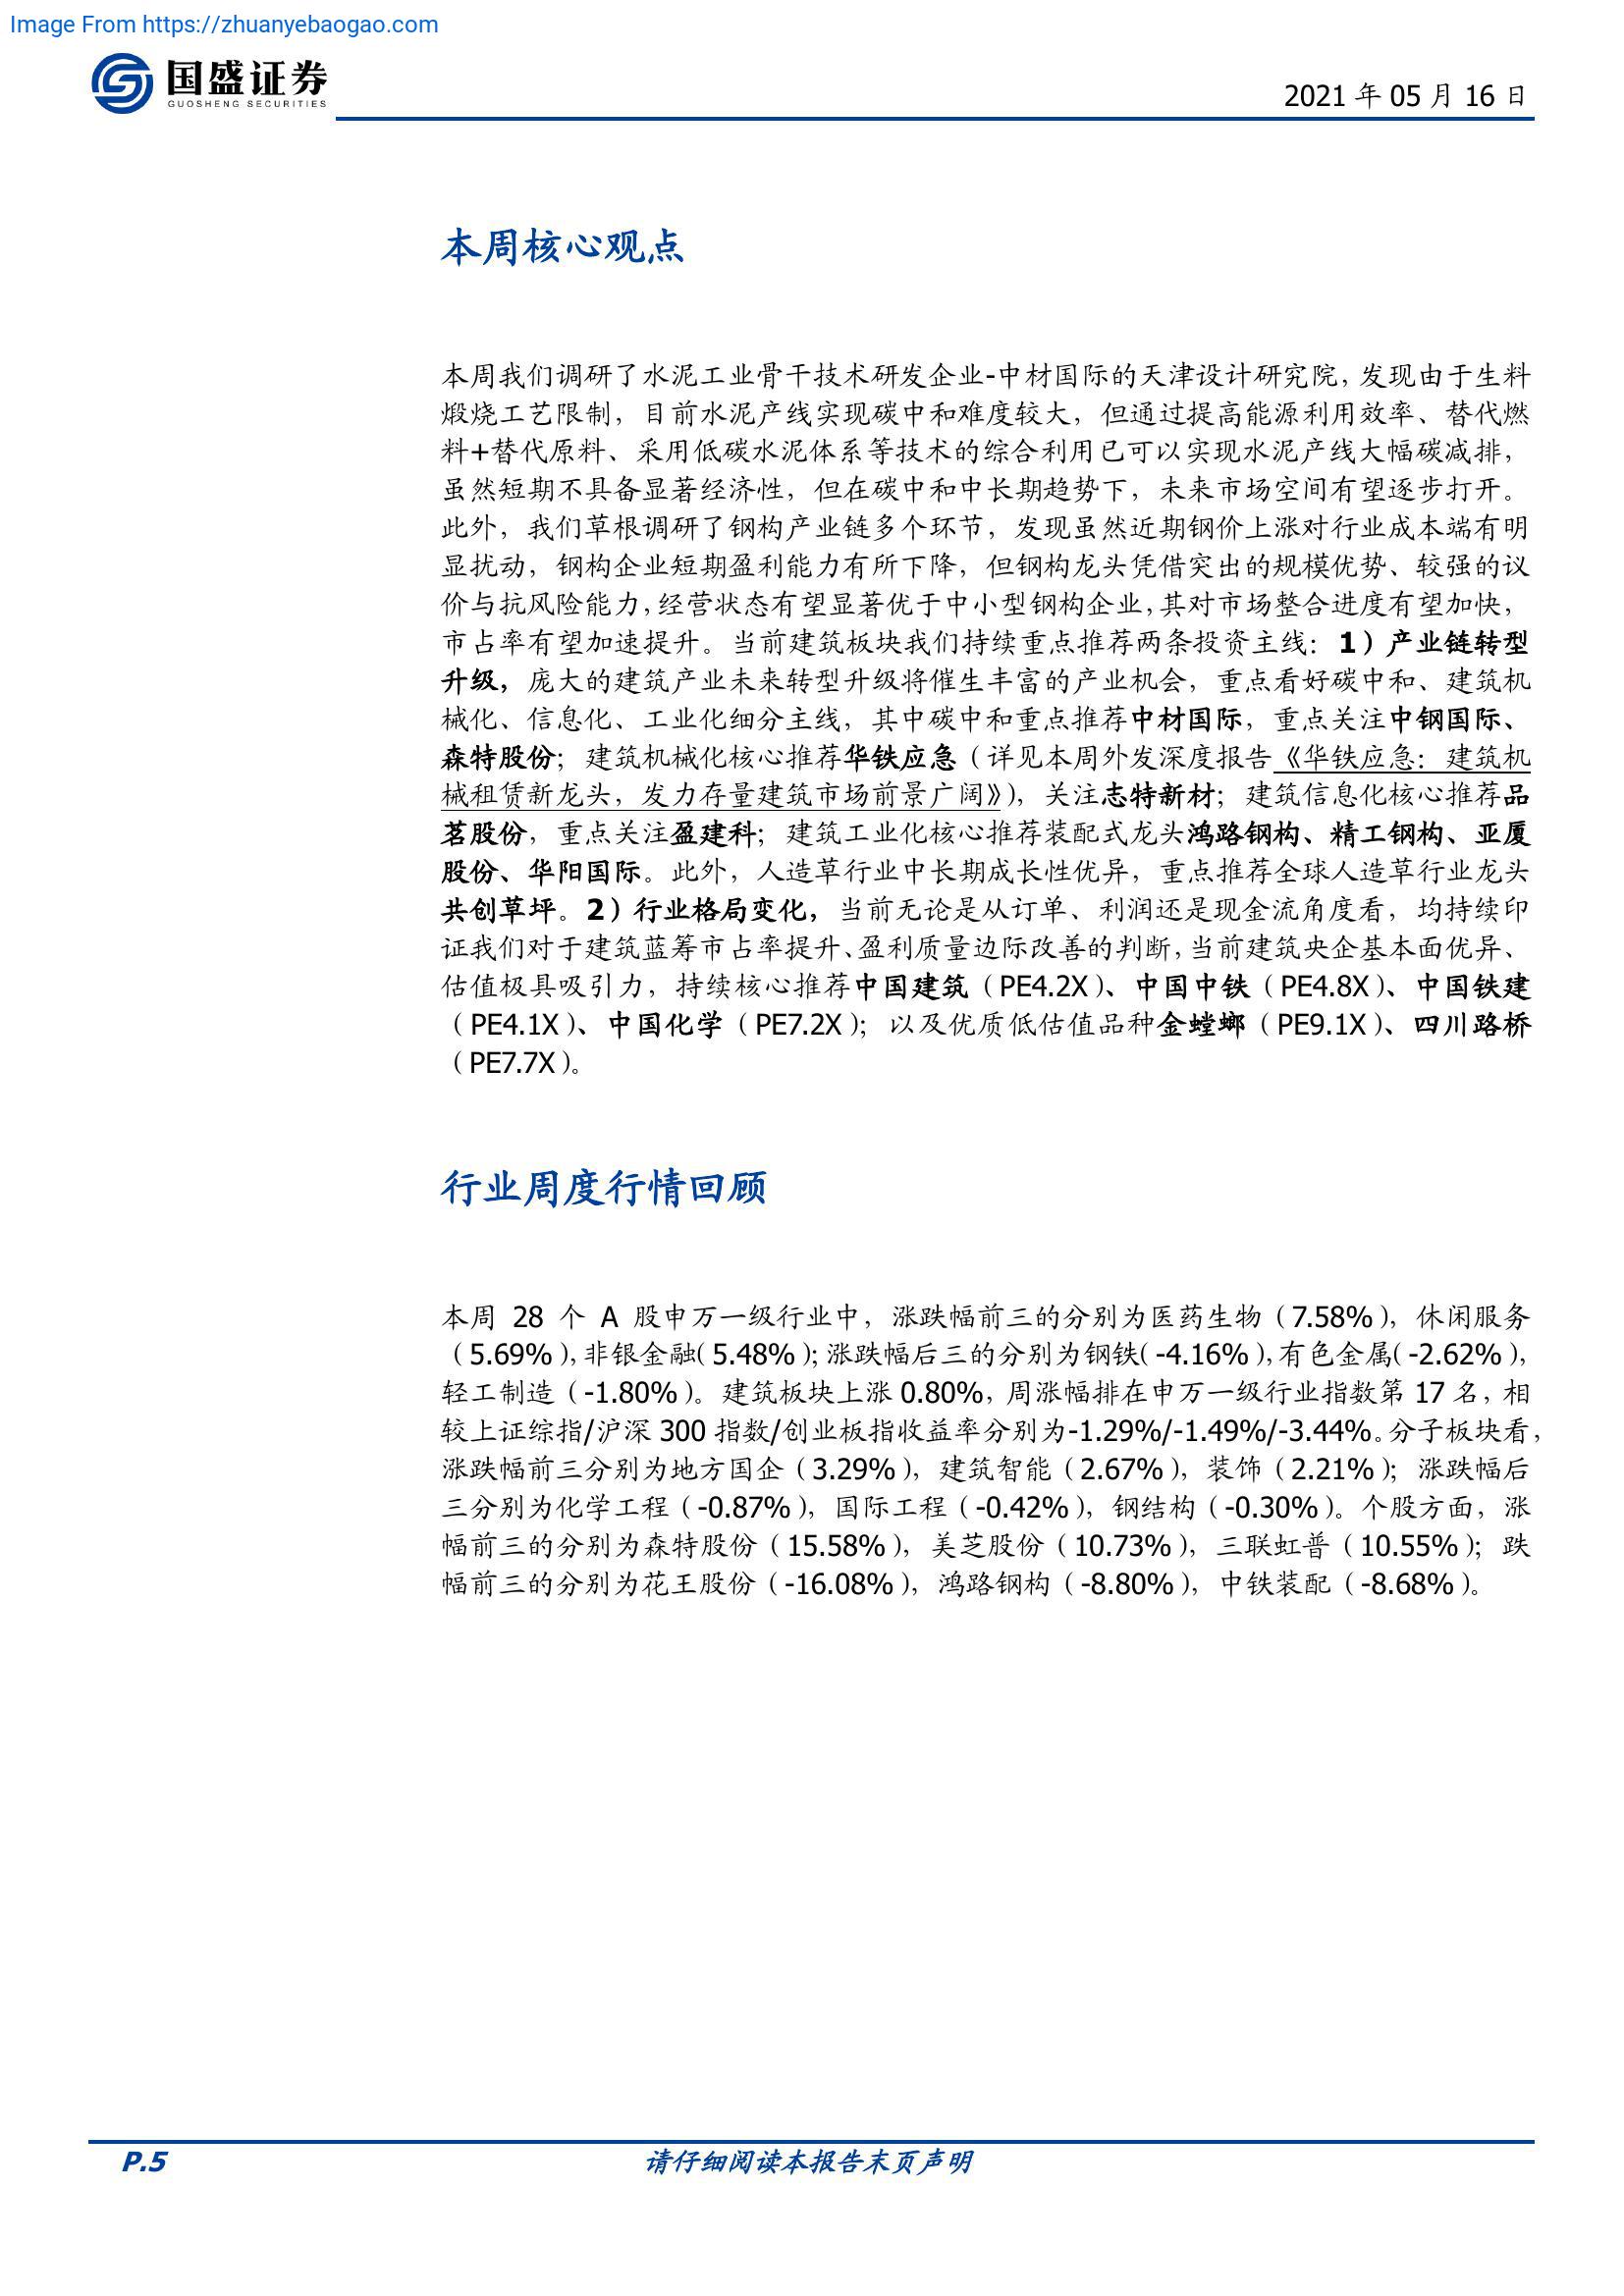 Image From https://zhuanyebaogao.com
国盛证券
GUOSHENG SECURITIES
2021 年 05 月 16 日
本周核心观点
本周我们调研了水泥工业骨干技术研发企业-中材国际的天津设计研究院，发现由于生料
煅烧工艺限制，目前水泥产线实现碳中和难度较大，但通过提高能源利用效率、替代燃
料+替代原料、采用低碳水泥体系等技术的综合利用已可以实现水泥产线大幅碳减排，
虽然短期不具备显著经济性，但在碳中和中长期趋势下，未来市场空间有望逐步打开。
此外，我们草根调研了钢构产业链多个环节，发现虽然近期钢价上涨对行业成本端有明
显扰动，钢构企业短期盈利能力有所下降，但钢构龙头凭借突出的规模优势、较强的议
价与抗风险能力，经营状态有望显著优于中小型钢构企业，其对市场整合进度有望加快，
市占率有望加速提升。当前建筑板块我们持续重点推荐两条投资主线：1）产业链转型
升级，庞大的建筑产业未来转型升级将催生丰富的产业机会，重点看好碳中和、建筑机
械化、信息化、工业化细分主线，其中碳中和重点推荐中材国际，重点关注中钢国际、
森特股份；建筑机械化核心推荐华铁应急（详见本周外发深度报告《华铁应急：建筑机
械租赁新龙头，发力存量建筑市场前景广阔》），关注志特新材；建筑信息化核心推荐品
茗股份，重点关注盈建科；建筑工业化核心推荐装配式龙头鸿路钢构、精工钢构、亚厦
股份、华阳国际。此外，人造草行业中长期成长性优异，重点推荐全球人造草行业龙头
共创草坪。2）行业格局变化，当前无论是从订单、利润还是现金流角度看，均持续印
证我们对于建筑蓝筹市占率提升、盈利质量边际改善的判断，当前建筑央企基本面优异、
估值极具吸引力，持续核心推荐中国建筑（PE4.2X）、中国中铁（PE4.8X）、中国铁建
（PE4.1X）、中国化学（PE7.2X）；以及优质低估值品种金螳螂（PE9.1X）、四川路桥
（PE7.7X）。
行业周度行情回顾
本周 28 个 A 股申万一级行业中，涨跌幅前三的分别为医药生物（7.58%），休闲服务
（5.69%），非银金融（5.48%）；涨跌幅后三的分别为钢铁（-4.16%），有色金属（-2.62%），
轻工制造（-1.80%）。建筑板块上涨 0.80%，周涨幅排在申万一级行业指数第 17 名，相
较上证综指/沪深 300 指数/创业板指收益率分别为-1.29%/-1.49%/-3.44%。分子板块看，
涨跌幅前三分别为地方国企（3.29%），建筑智能（2.67%），装饰（2.21%）；涨跌幅后
三分别为化学工程（-0.87%），国际工程（-0.42%），钢结构（-0.30%）。个股方面，涨
幅前三的分别为森特股份（15.58%），美芝股份（10.73%），三联虹普（10.55%）；跌
幅前三的分别为花王股份（-16.08%），鸿路钢构（-8.80%），中铁装配（-8.68%）。
P.5
请仔细阅读本报告末页声明